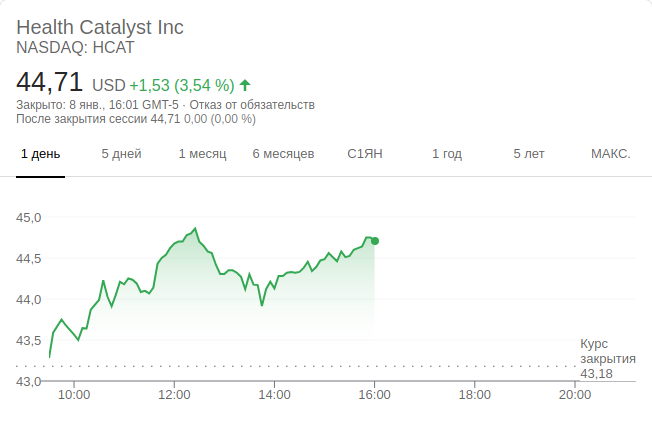 Health Catalyst Inc
NASDAQ: HCAT
44,71 USD +1,53 (3,54 %)
Закрыто: 8 янв., 16:01 GMT-5 · Отказ от обязательств
После закрытия сессии 44,71 0,00 (0,00 %)
1 день 5 дней 1 месяц 6 месяцев С1ЯН 1 год 5 лет МАКС.
45,0
44,5
44,0
43,5
Курс
закрытия
43,18
43,0
10:00 12:00 14:00 16:00 18:00 20:00